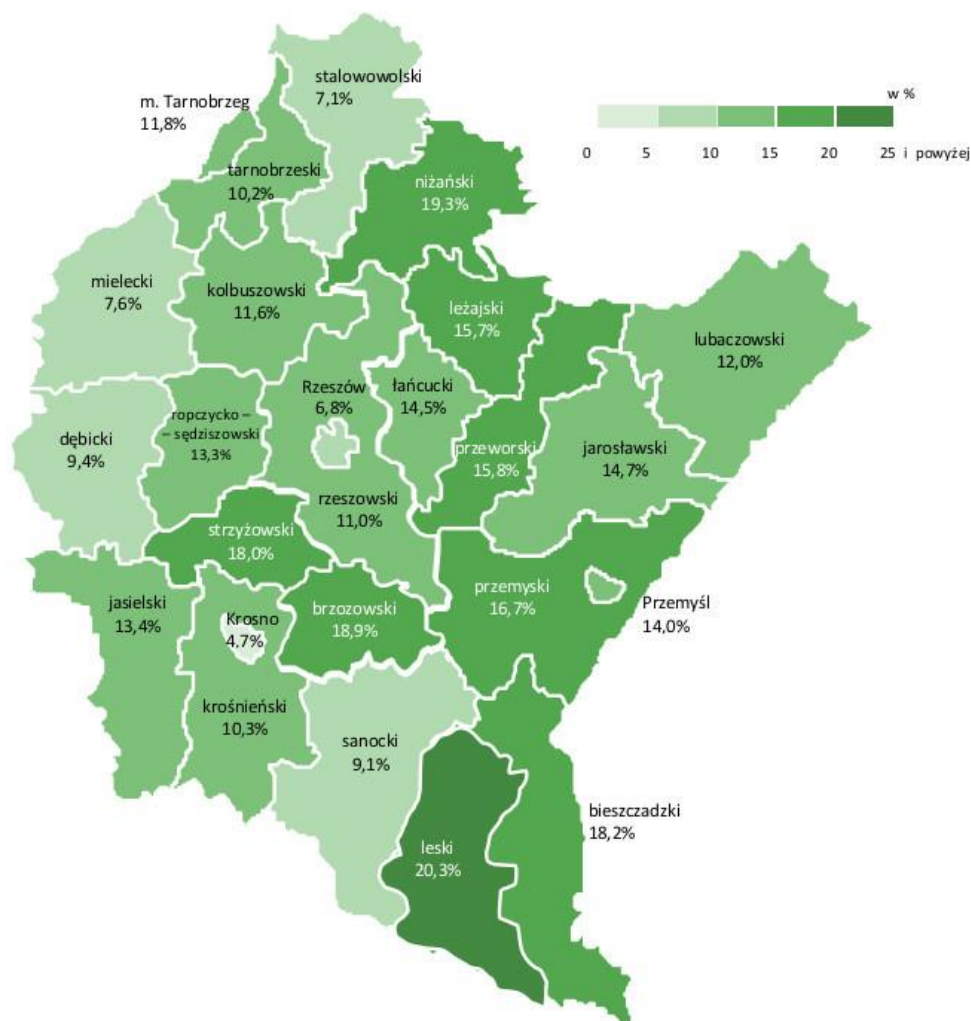 stalowowolski
7,1%
m. Tarnobrzeg
11,8%
w %
0 5 10 15 20 25 i powyżej
tarnobrzeski
10,2%
niżański
19,3%
mielecki
7,6%
kolbuszowski
11,6%
leżajski
15,7%
lubaczowski
12,0%
Rzeszów
6,8%
łańcucki
14,5%
ropczycko –
– sędziszowski
13,3%
dębicki
9,4%
przeworski
15,8%
jarosławski
14,7%
rzeszowski
11,0%
strzyżowski
18,0%
jasielski
13,4%
Krosno
4.7%
brzozowski
18,9%
przemyski
16,7%
Przemyśl
14,0%
krośnieński
10,3%
sanocki
9,1%
bieszczadzki
18,2%
leski
20,3%